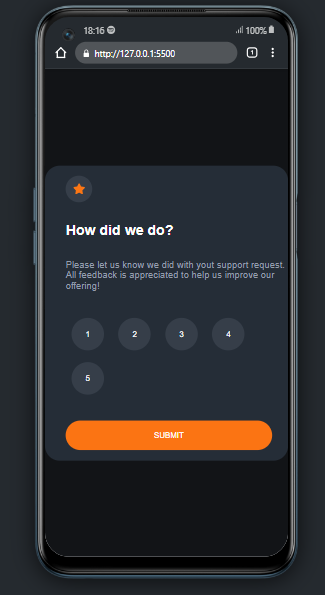 18:16 100%
http://127.0.0.1:5500 1
How did we do?
Please let us know we did with yout support request.
All feedback is appreciated to help us improve our
offering!
1 2 3 4
5
SUBMIT